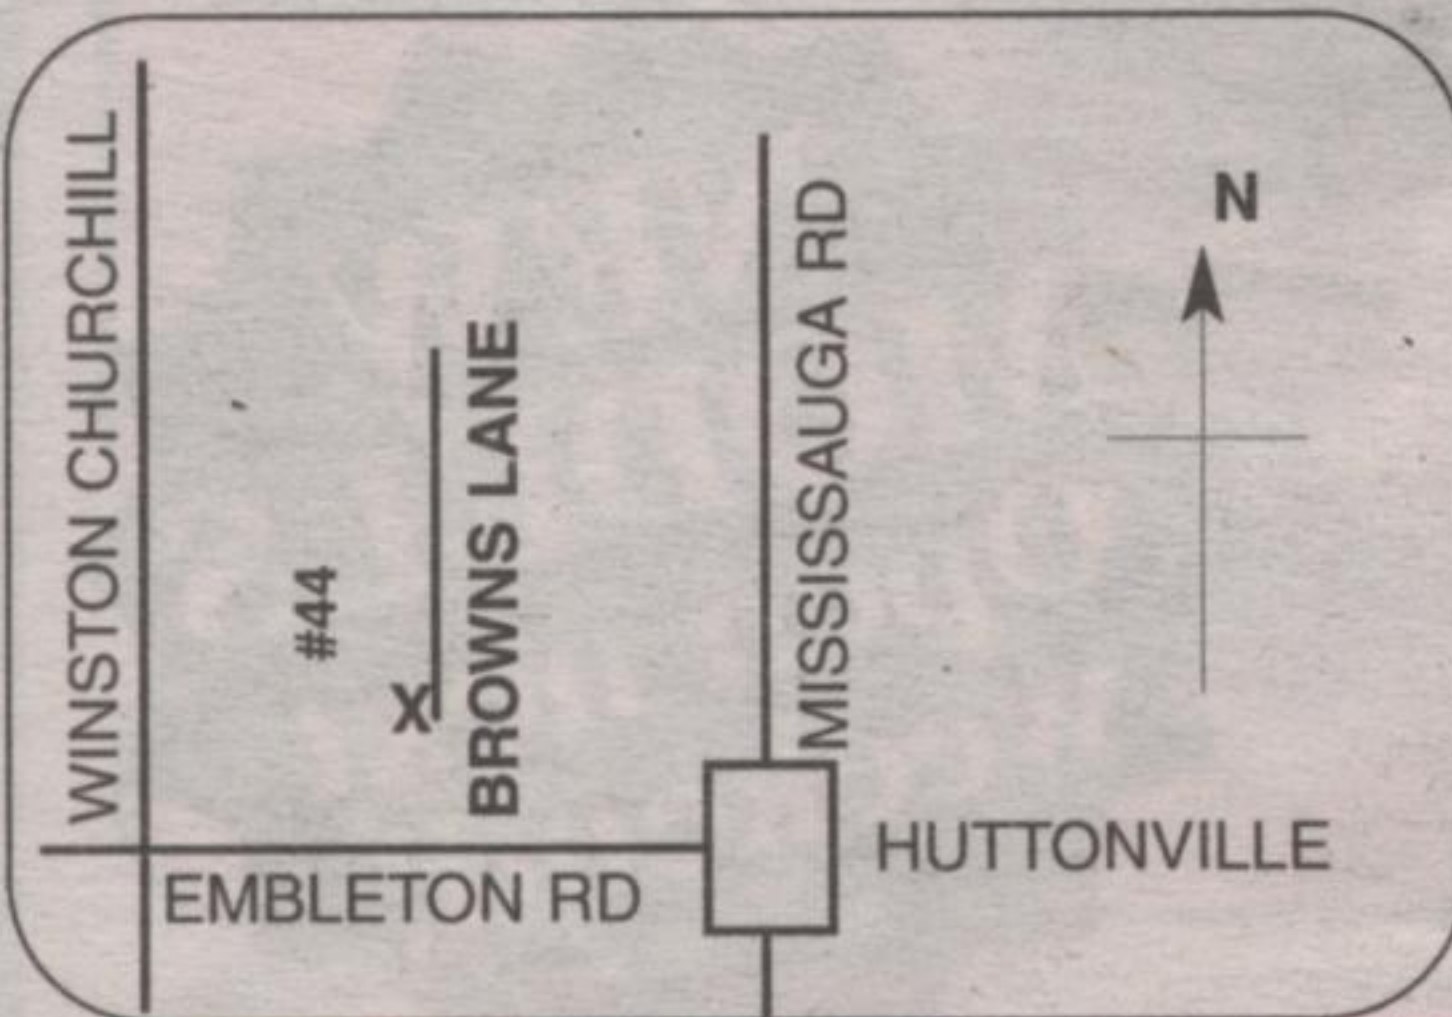 WINSTON CHURCHILL
#44
X
BROWNS LANE
MISSISSAUGA RD
N
HUTTONVILLE
EMBLETON RD